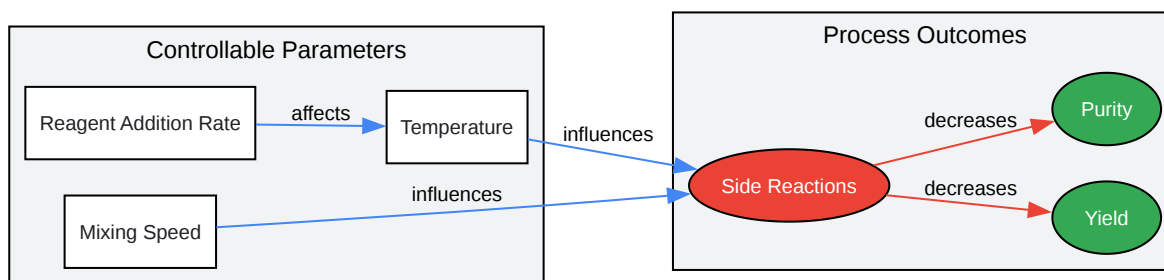 Controllable Parameters
Reagent Addition Rate
affects
Temperature
influences
Mixing Speed
influences
Process Outcomes
Side Reactions
decreases
Purity
decreases
Yield